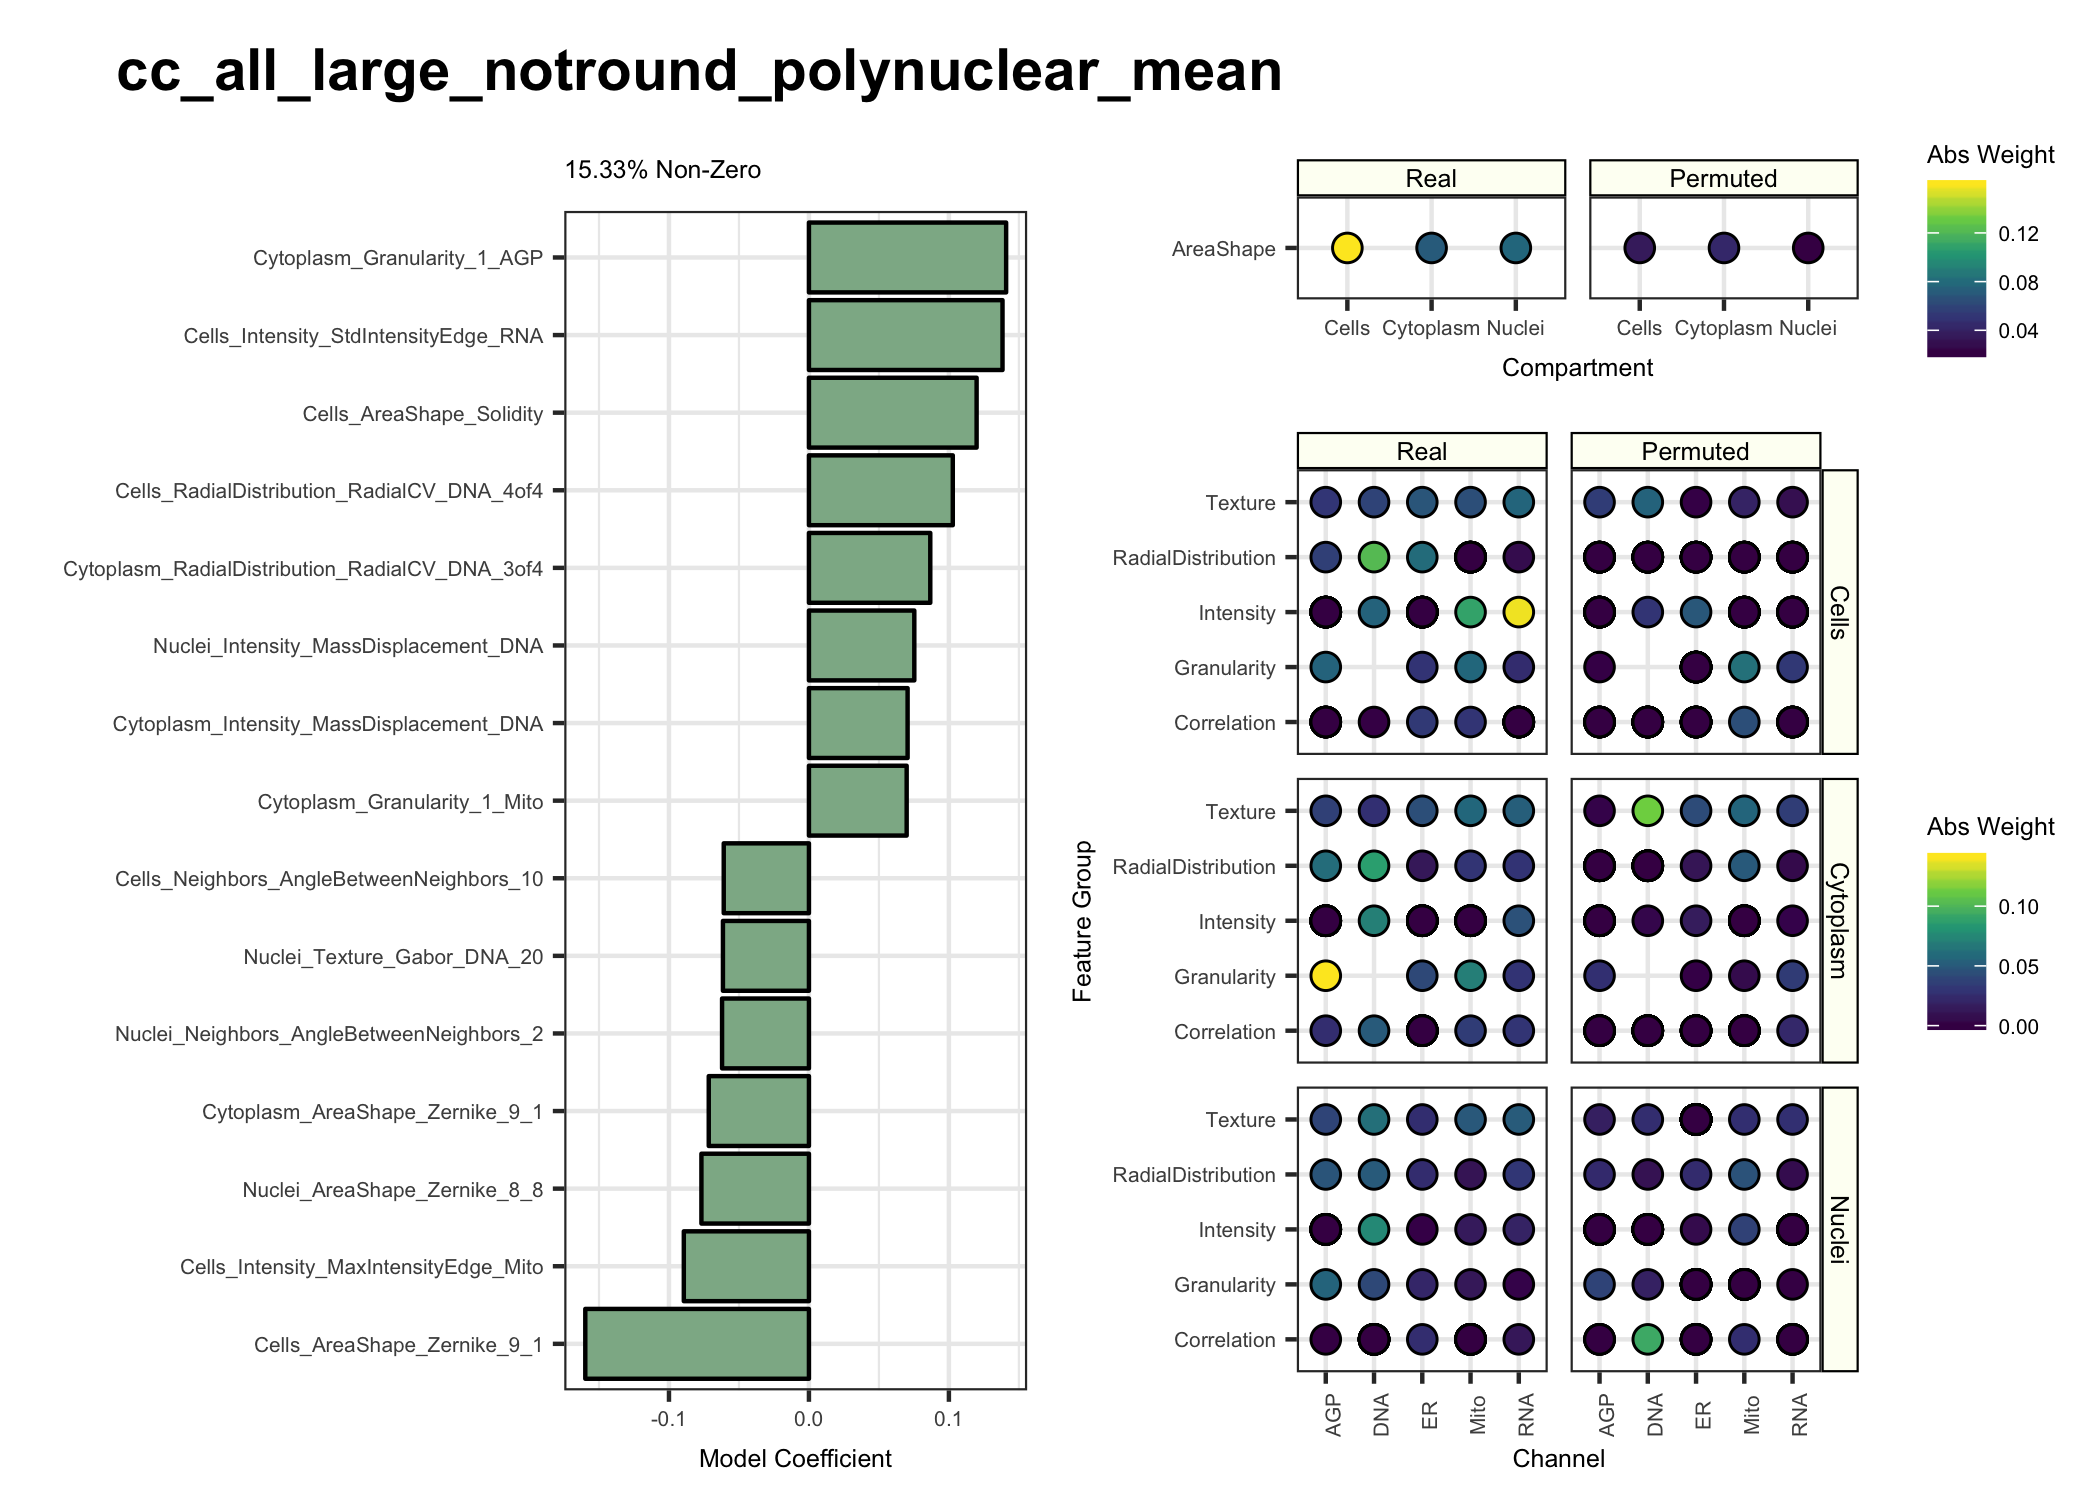 cc_all_large_notround_polynuclear_mean
15.33% Non-Zero
Cytoplasm_Granularity_1_AGP
Cells_Intensity_StdIntensityEdge_RNA
Cells_AreaShape_Solidity
Cells_RadialDistribution_RadialCV_DNA_4of4
Cytoplasm_RadialDistribution_RadialCV_DNA_3of4
Nuclei_Intensity_MassDisplacement_DNA
Cytoplasm_Intensity_MassDisplacement_DNA
Cytoplasm_Granularity_1_Mito
Cells_Neighbors_AngleBetweenNeighbors_10
Nuclei_Texture_Gabor_DNA_20
Nuclei_Neighbors_AngleBetweenNeighbors_2
Cytoplasm_AreaShape_Zernike_9_1
Nuclei_AreaShape_Zernike_8_8
Cells_Intensity_MaxIntensityEdge_Mito
Cells_AreaShape_Zernike_9_1
-0.1 0.0 0.1
Model Coefficient
Real Permuted
AreaShape
Cells Cytoplasm Nuclei Cells Cytoplasm Nuclei
Compartment
Abs Weight
0.12
0.08
0.04
Feature Group
Real Permuted
Texture
RadialDistribution
Intensity
Granularity
Correlation
Cells
Texture
RadialDistribution
Intensity
Granularity
Correlation
Cytoplasm
Texture
RadialDistribution
Intensity
Granularity
Correlation
Nuclei
AGP DNA ER Mito RNA AGP DNA ER Mito RNA
Channel
Abs Weight
0.10
0.05
0.00